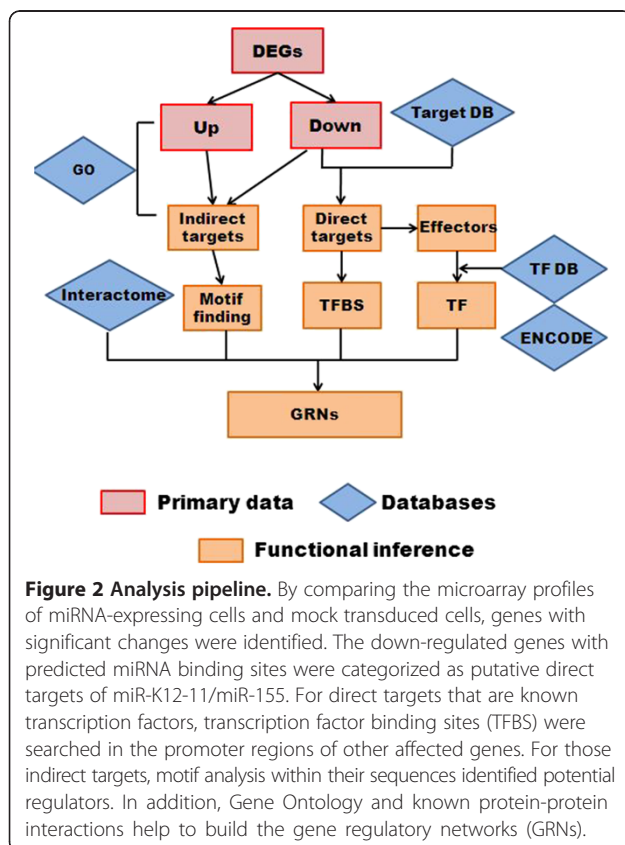 DEGs
Up
Down
Target DB
GO
Indirect targets
Direct targets
Effectors
Interactome
Motif finding
TFBS
TF
TF DB
ENCODE
GRNs
Primary data
Databases
Functional inference
Figure 2 Analysis pipeline. By comparing the microarray profiles
of miRNA-expressing cells and mock transduced cells, genes with
significant changes were identified. The down-regulated genes with
predicted miRNA binding sites were categorized as putative direct
targets of miR-K12-11/miR-155. For direct targets that are known
transcription factors, transcription factor binding sites (TFBS) were
searched in the promoter regions of other affected genes. For those
indirect targets, motif analysis within their sequences identified potential
regulators. In addition, Gene Ontology and known protein-protein
interactions help to build the gene regulatory networks (GRNs).